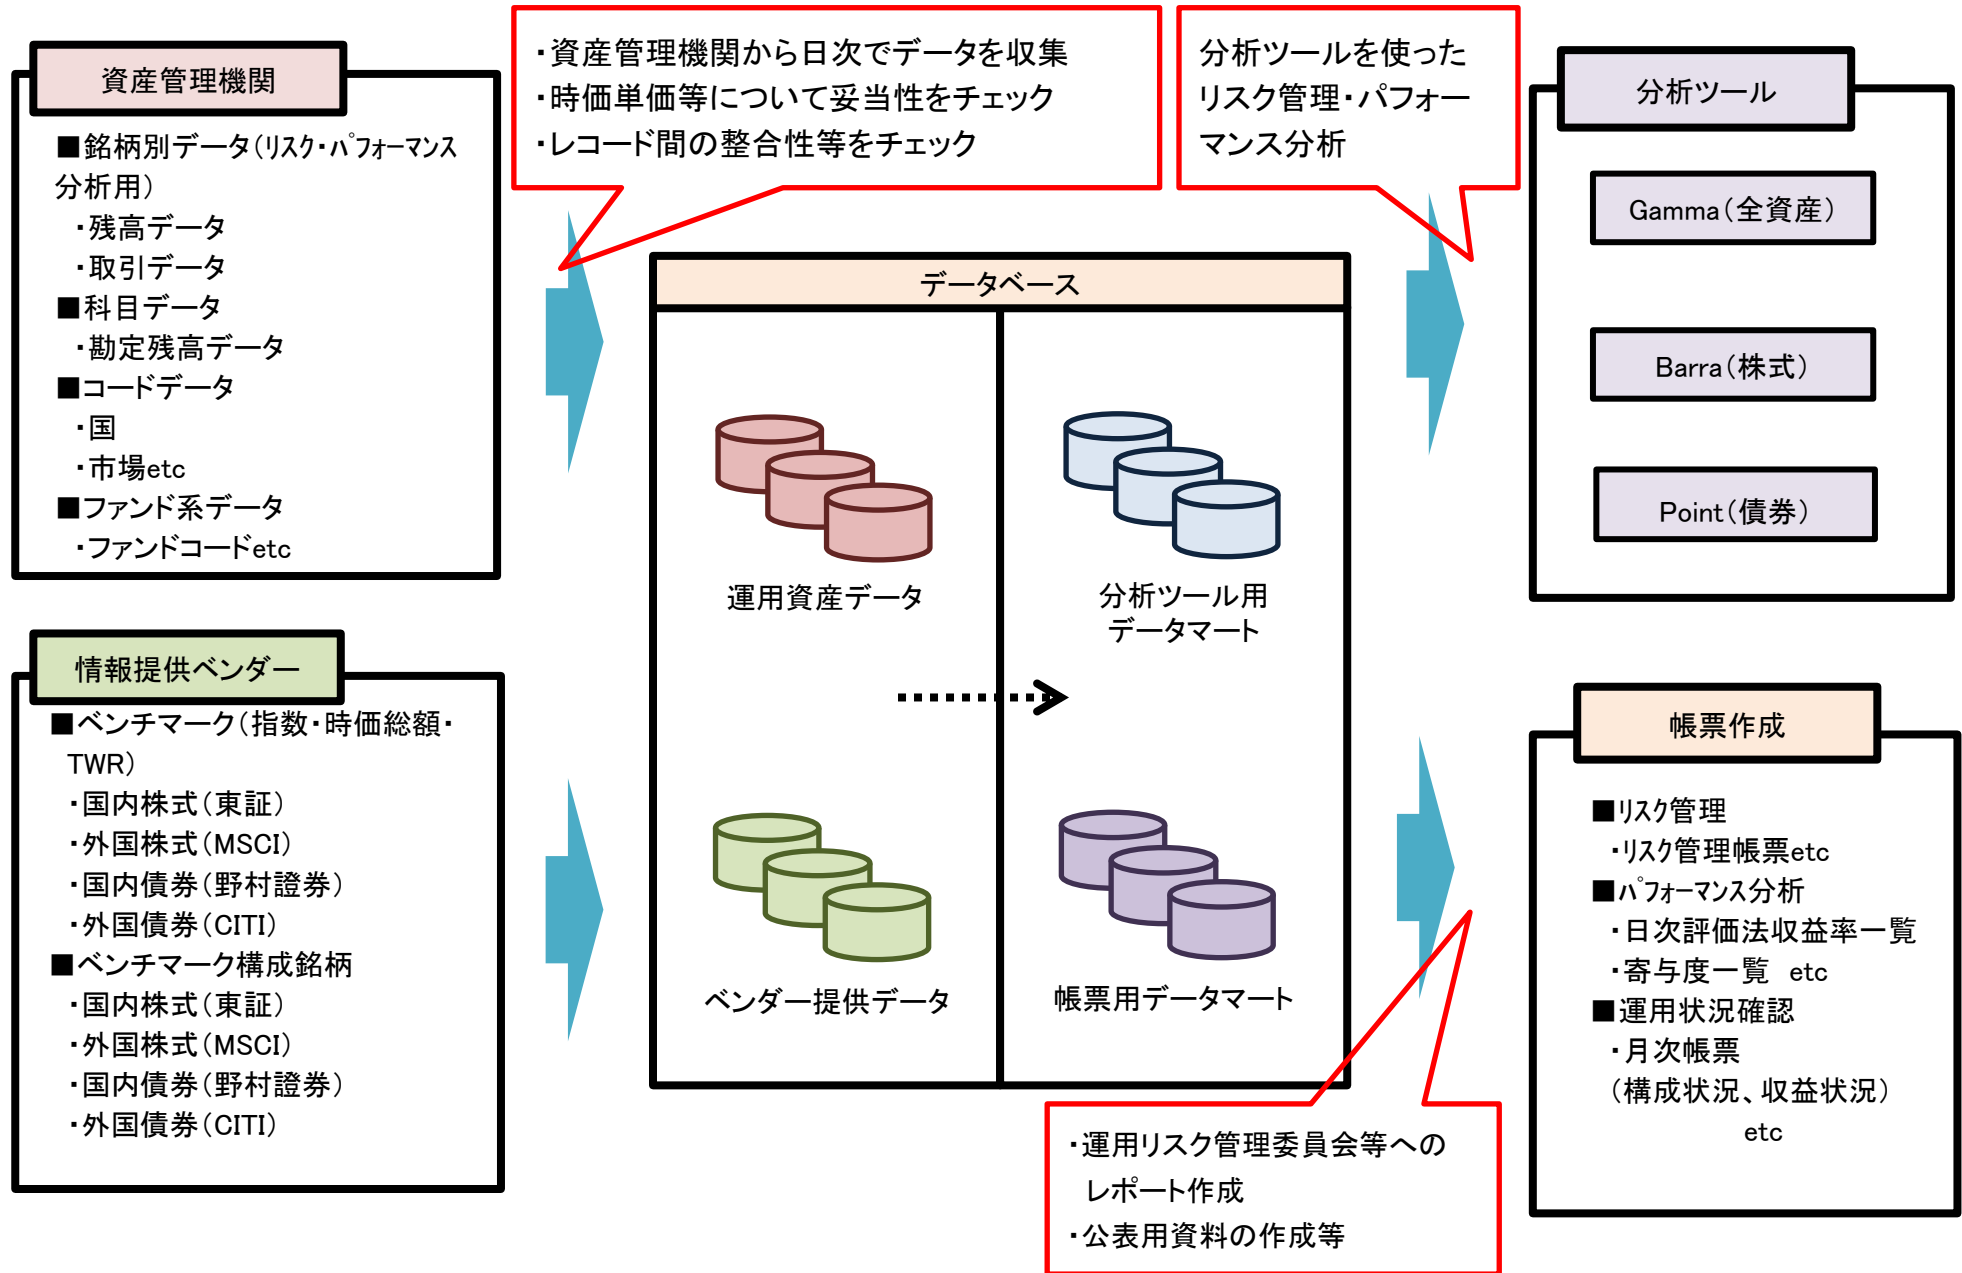 資産管理機関
■銘柄別データ（ﾘｽｸ・ﾊﾟﾌｫｰﾏﾝｽ
分析用）
・残高データ
・取引データ
■科目データ
・勘定残高データ
■コードデータ
・国
・市場etc
■ファンド系データ
・ファンドコードetc
情報提供ベンダー
■ベンチマーク（指数・時価総額・
TWR）
・国内株式（東証）
・外国株式（MSCI）
・国内債券（野村證券）
・外国債券（CITI）
■ベンチマーク構成銘柄
・国内株式（東証）
・外国株式（MSCI）
・国内債券（野村證券）
・外国債券（CITI）
・資産管理機関から日次でデータを収集
・時価単価等について妥当性をチェック
・レコード間の整合性等をチェック
データベース
運用資産データ
分析ツール用
データマート
ベンダー提供データ
帳票用データマート
分析ツールを使った
リスク管理・パフォー
マンス分析
・運用リスク管理委員会等への
レポート作成
・公表用資料の作成等
分析ツール
Gamma（全資産）
Barra（株式）
Point（債券）
帳票作成
■ﾘｽｸ管理
・ﾘｽｸ管理帳票etc
■ﾊﾟﾌｫｰﾏﾝｽ分析
・日次評価法収益率一覧
・寄与度一覧　etc
■運用状況確認
・月次帳票
（構成状況、収益状況）
etc